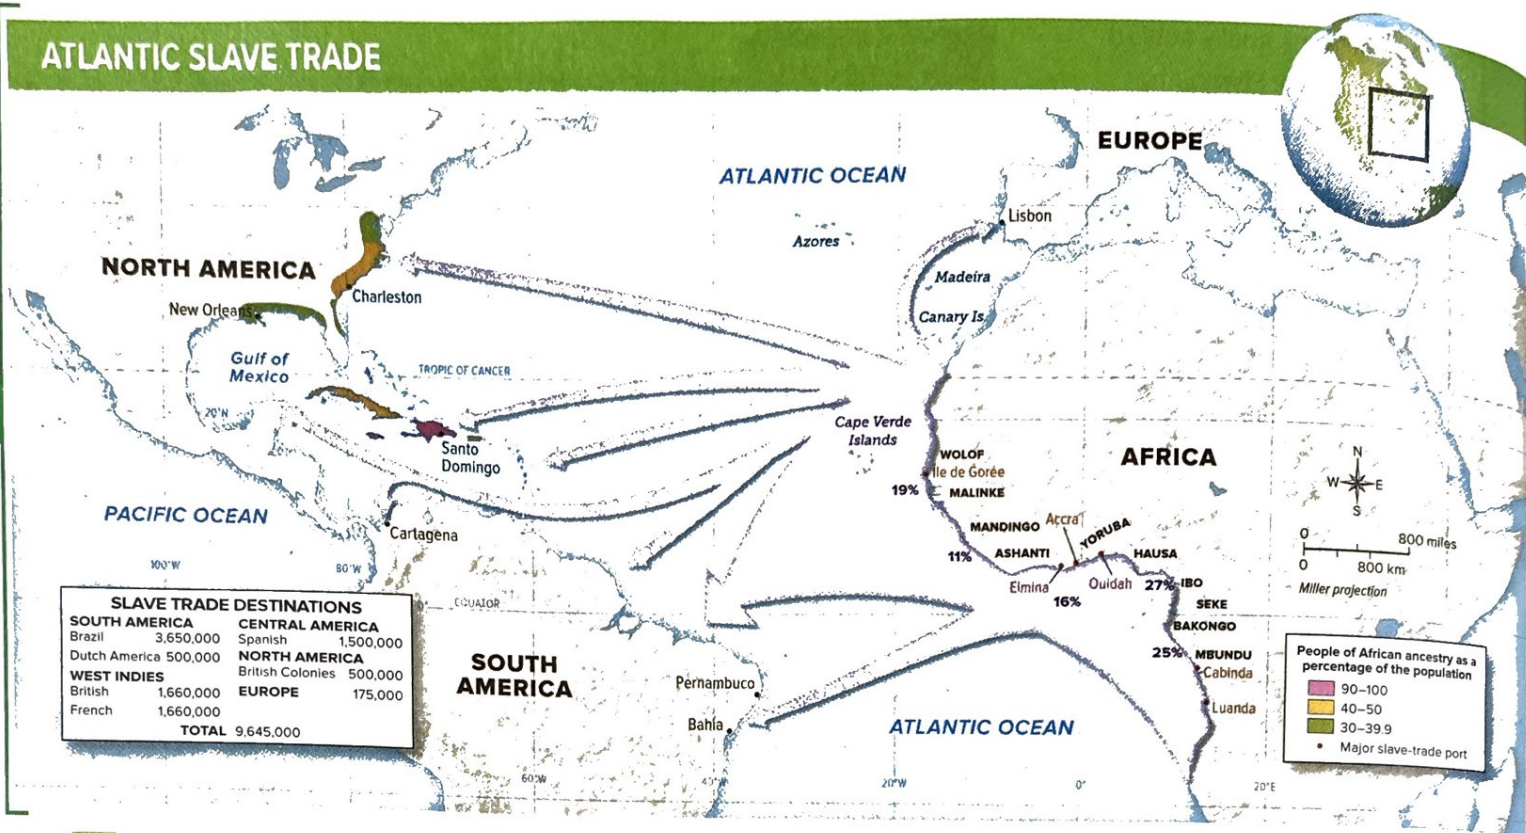 ATLANTIC SLAVE TRADE
EUROPE
ATLANTIC OCEAN
Lisbon
Azores
NORTH AMERICA
Madeira
Charleston
New Orleans
Canary Is.
Gulf of
Mexico
TROPIC OF CANCER
20°N
Cape Verde
Islands
Santo
Domingo
WOLOF
Île de Gorée
19%
MALINKE
AFRICA
N
W
E
S
PACIFIC OCEAN
Cartagena
MANDINGO
Accra
YORUBA
11%
ASHANTI
HAUSA
Elmina
Ouidah
27%
IBO
16%
SEKE
BAKONGO
25%
MBUNDU
Cabinda
Luanda
0
800 miles
0
800 km
Miller projection
100°W
80°W
0°
EQUATOR
SOUTH
AMERICA
Pernambuco
Bahía
ATLANTIC OCEAN
60°W
40°W
20°W
0°
20°E
SLAVE TRADE DESTINATIONS
SOUTH AMERICA
Brazil 3,650,000
Dutch America 500,000
WEST INDIES
British 1,660,000
French 1,660,000
CENTRAL AMERICA
Spanish 1,500,000
NORTH AMERICA
British Colonies 500,000
EUROPE 175,000
TOTAL 9,645,000
People of African ancestry as a
percentage of the population
90–100
40–50
30–39.9
Major slave-trade port